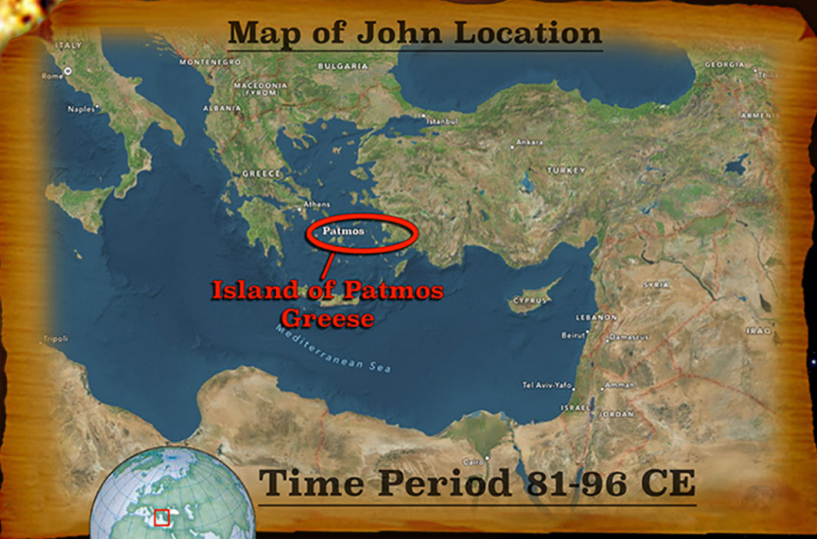 Map of John Location
ITALY
Rome
Naples
MONTENEGRO
BULGARIA
MACEDONIA
(FYROM)
ALBANIA
GEORGIA
ARMEN
Istanbul
Ankara
TURKEY
GREECE
Athens
Patmos
Island of Patmos
Greese
Mediterranean Sea
CYPRUS
SYRIA
LEBANON
Beirut
Damascus
IRAQ
Tripoli
Tel Aviv-Yafo
Amman
ISRAEL
JORDAN
Cairo
Time Period 81-96 CE